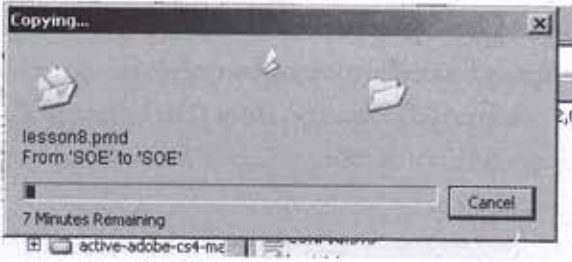 Copying...
lesson8.pmd
From 'SOE' to 'SOE'
Cancel
7 Minutes Remaining
active-adobe-cs4-ma